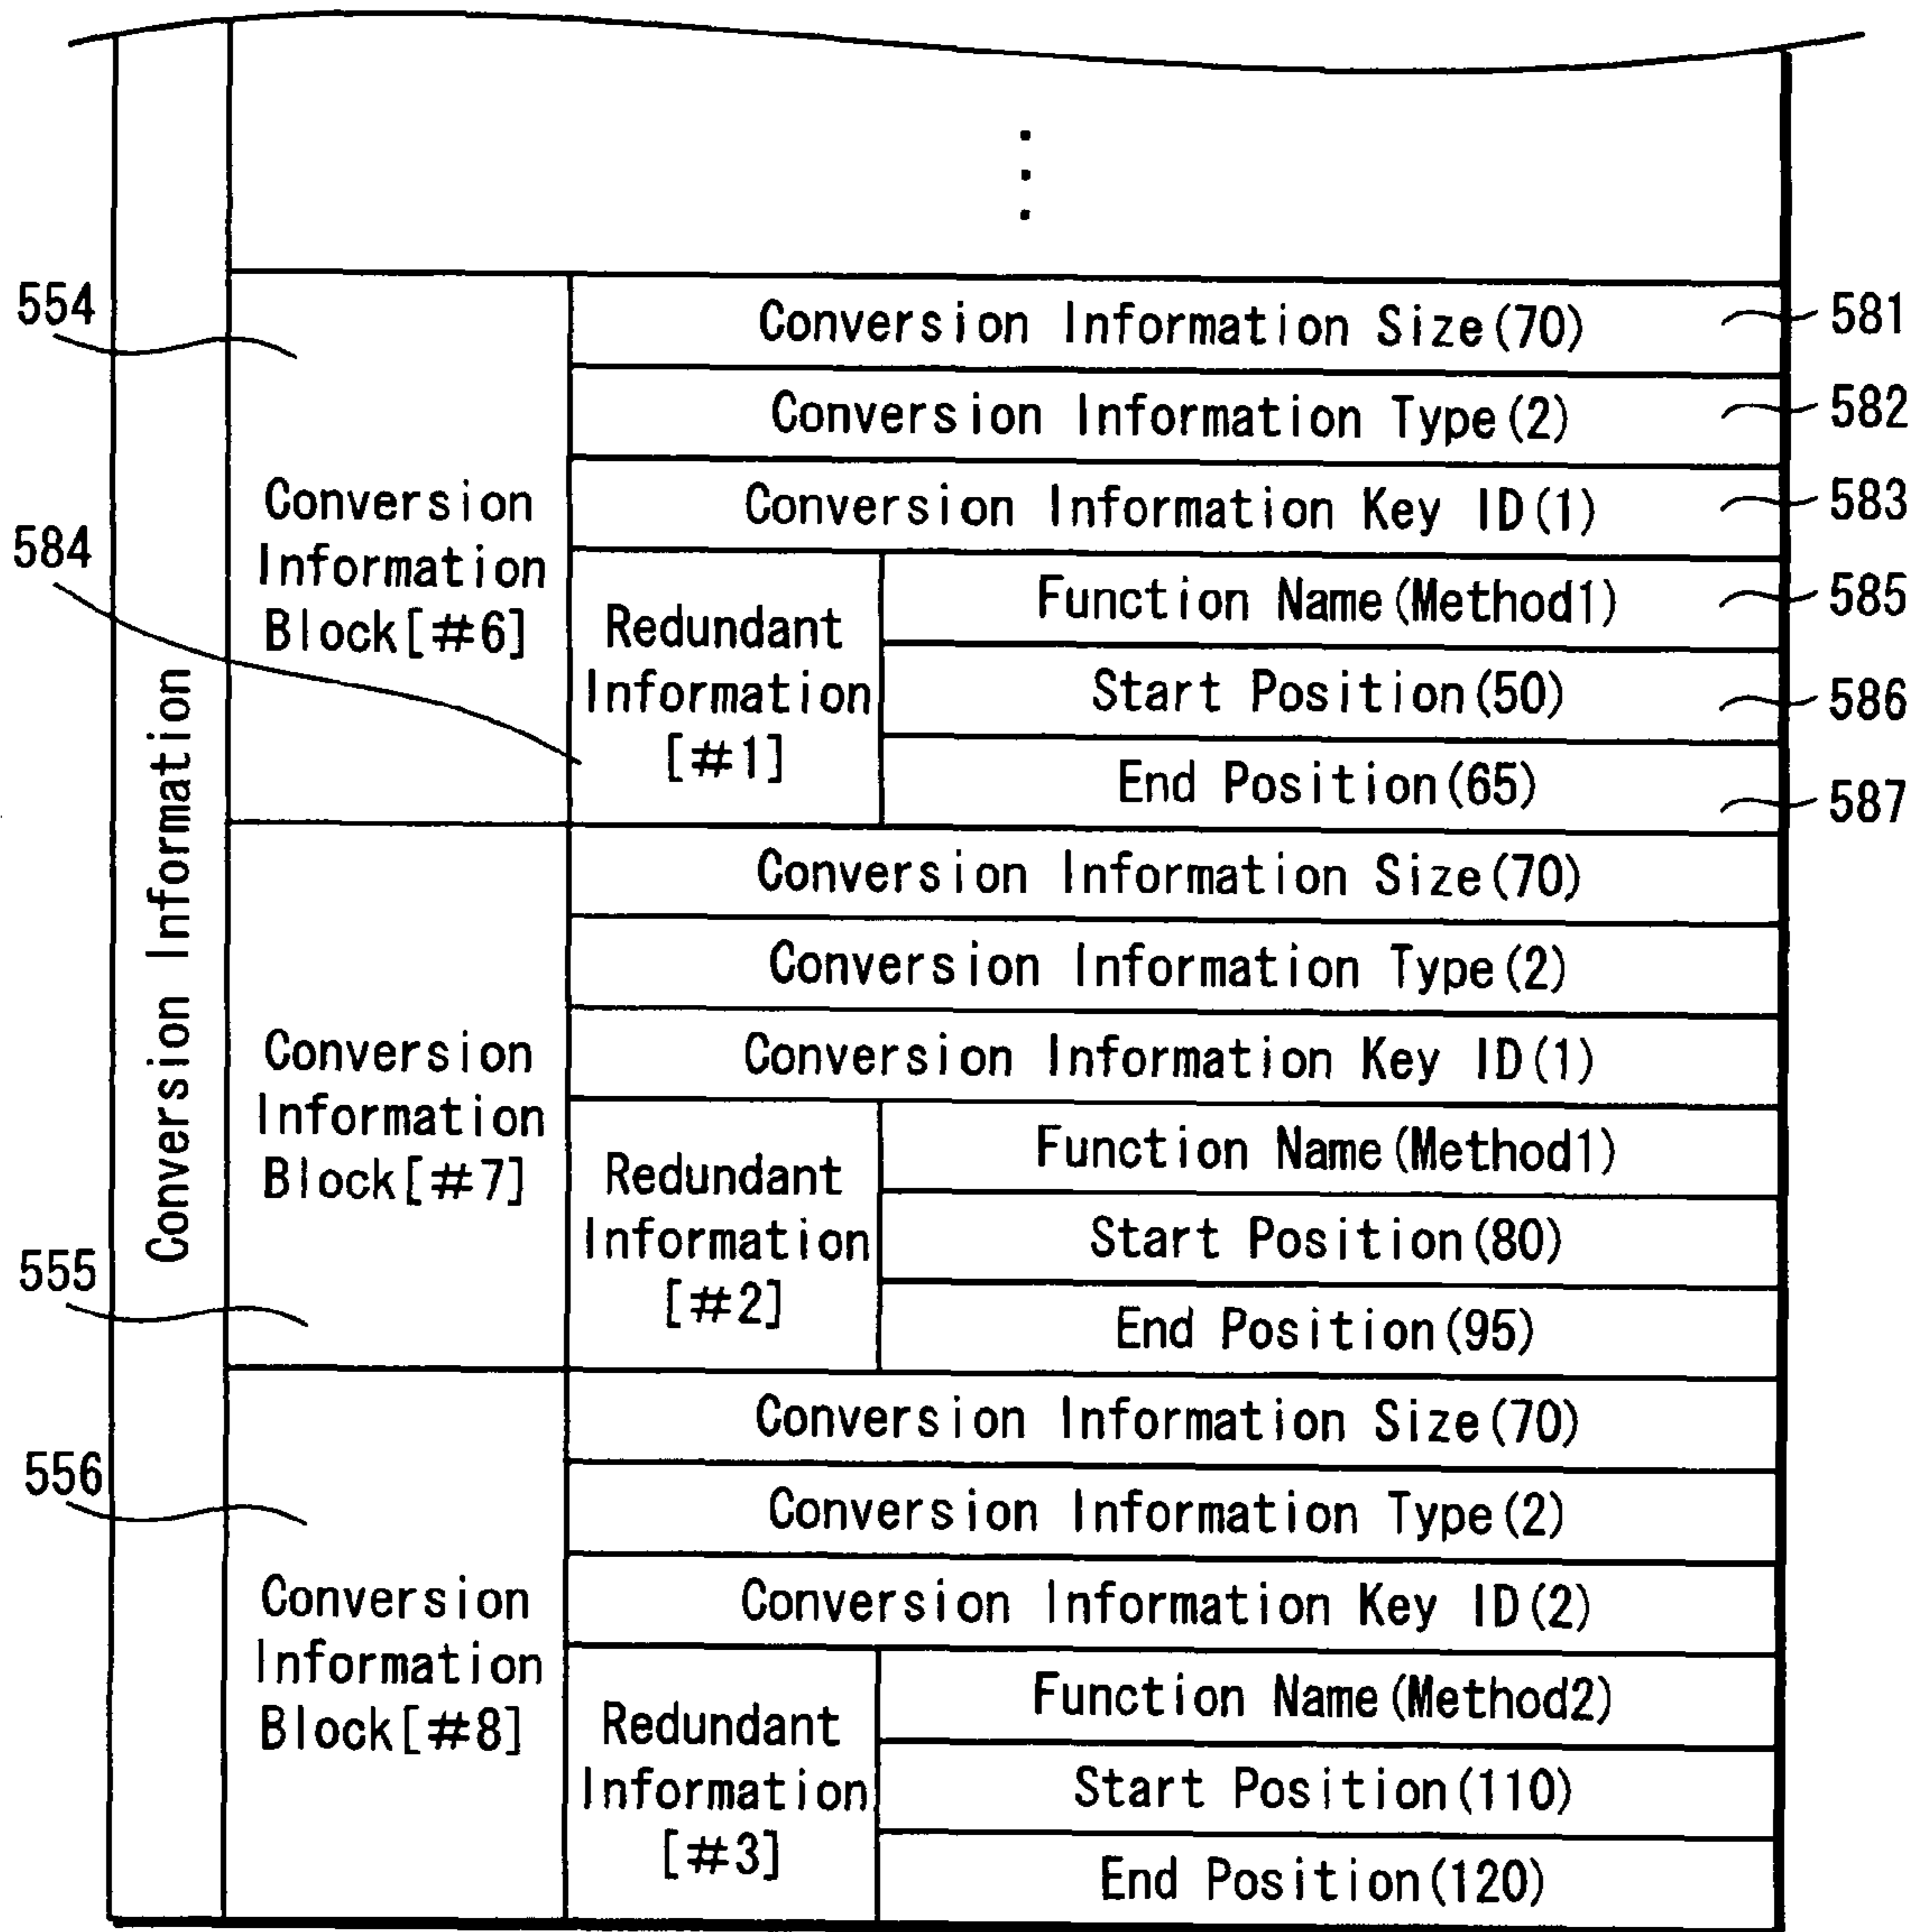 554
Conversion Information Size(70)
581
Conversion Information Type(2)
582
Conversion
Information
Block[#6]
Conversion Information Key ID(1)
583
584
Redundant
Information
[#1]
Function Name(Method1)
585
Start Position(50)
586
End Position(65)
587
Conversion Information
Conversion Information Size(70)
Conversion Information Type(2)
Conversion
Information
Block[#7]
Conversion Information Key ID(1)
Redundant
Information
[#2]
Function Name(Method1)
Start Position(80)
End Position(95)
555
Conversion Information Size(70)
556
Conversion Information Type(2)
Conversion
Information
Block[#8]
Conversion Information Key ID(2)
Redundant
Information
[#3]
Function Name(Method2)
Start Position(110)
End Position(120)